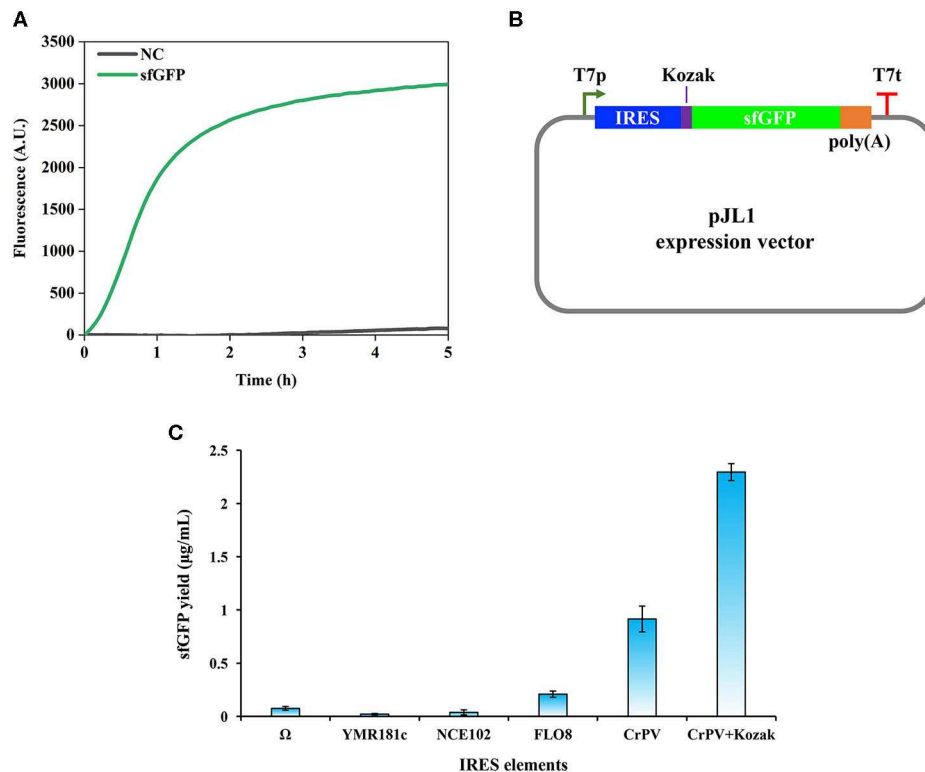 A
NC
sfGFP
3500
3000
2500
2000
1500
1000
500
0
Fluorescence (A.U.)
0 1 2 3 4 5
Time (h)
B
T7p Kozak T7t
IRES sfGFP
poly(A)
pJL1
expression vector
C
2.5
2
1.5
1
0.5
0
sfGFP yield (μg/mL)
Ω YMR181c NCE102 FLO8 CrPV CrPV+Kozak
IRES elements